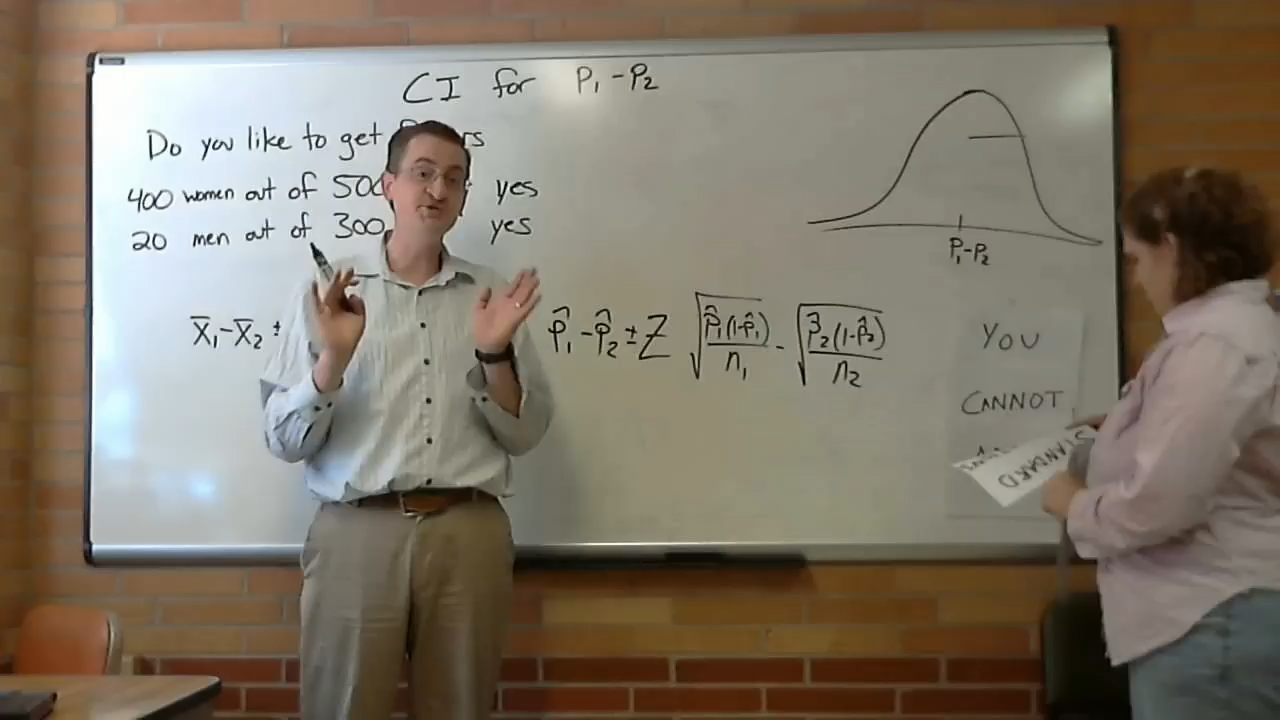 CI for P₁-P₂
Do you like to get
400 women out of 500 yes
20 men out of 300 yes
X̄₁-X̄₂ ±
p̂₁-p̂₂ ± Z √p̂₁(1-p̂₁)/n₁ - √p̂₂(1-p̂₂)/n₂
P₁-P₂
YOU
CANNOT
STANDARD